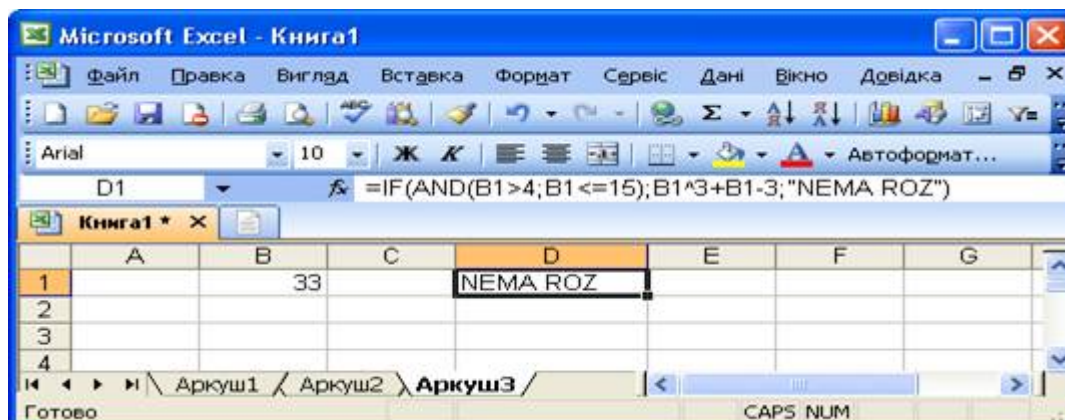 Microsoft Excel - Книга1
Файл Правка Вигляд Вставка Формат Сервіс Дані Вікно Довідка
Arial 10 Ж К Автоформат...
D1 fx =IF(AND(B1>4;B1<=15);B1^3+B1-3;"NEMA ROZ")
Книга1 *
A B C D E F G
1 33 NEMA ROZ
2
3
4
Аркуш1 Аркуш2 Аркуш3
Готово CAPS NUM